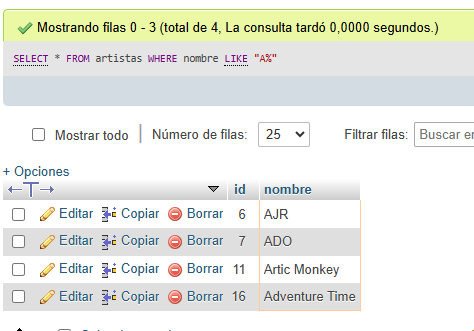 Mostrando filas 0 - 3 (total de 4, La consulta tardó 0,0000 segundos.)
SELECT * FROM artistas WHERE nombre LIKE "A%"
Mostrar todo | Número de filas: 25 Filtrar filas: Buscar en
+ Opciones
←T→ id nombre
Editar Copiar Borrar 6 AJR
Editar Copiar Borrar 7 ADO
Editar Copiar Borrar 11 Artic Monkey
Editar Copiar Borrar 16 Adventure Time